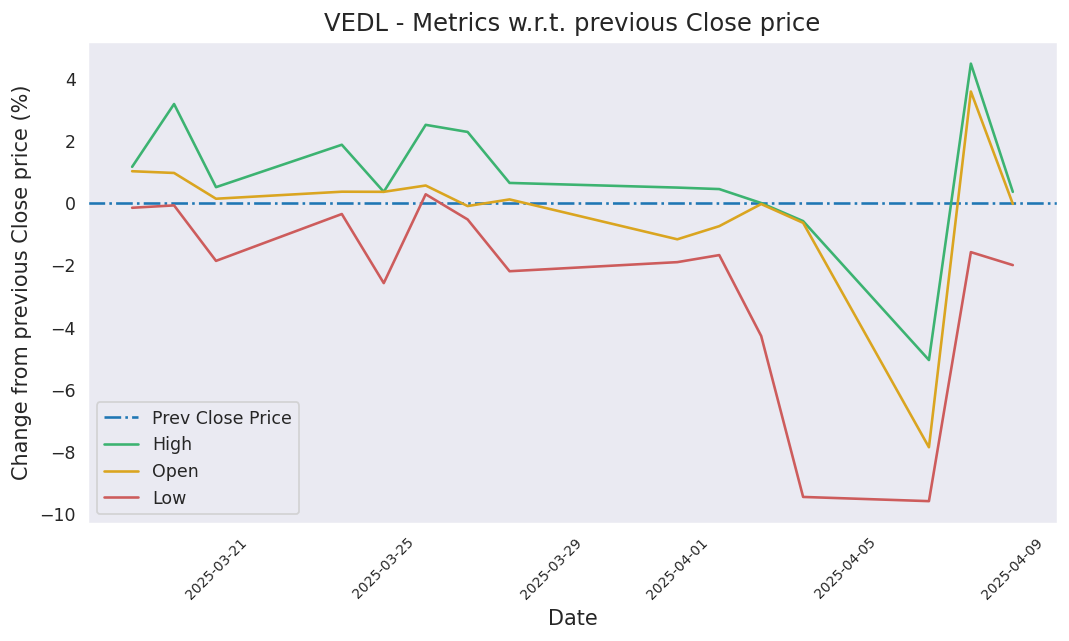 VEDL - Metrics w.r.t. previous Close price
Change from previous Close price (%)
4
2
0
−2
−4
−6
−8
−10
Prev Close Price
High
Open
Low
2025-03-21
2025-03-25
2025-03-29
2025-04-01
2025-04-05
2025-04-09
Date